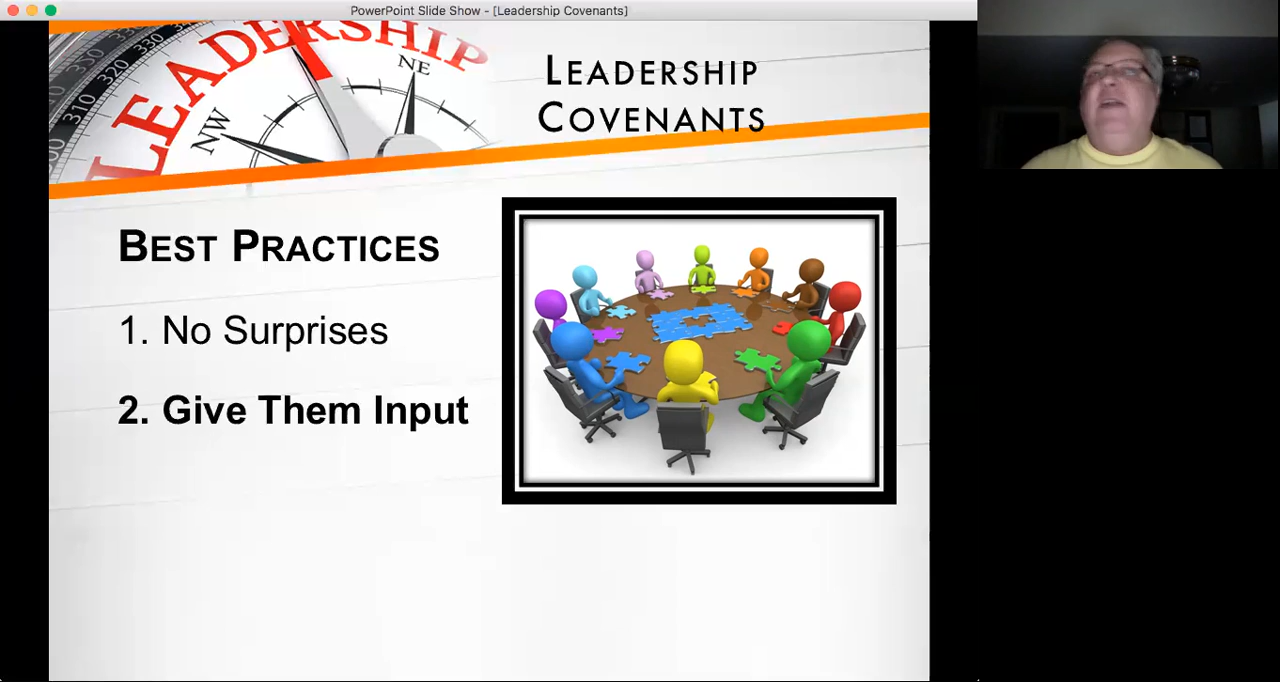 PowerPoint Slide Show - [Leadership Covenants]
LEADERSHIP
330
320
310
NW
NE
LEADERSHIP
COVENANTS
BEST PRACTICES
1. No Surprises
2. Give Them Input